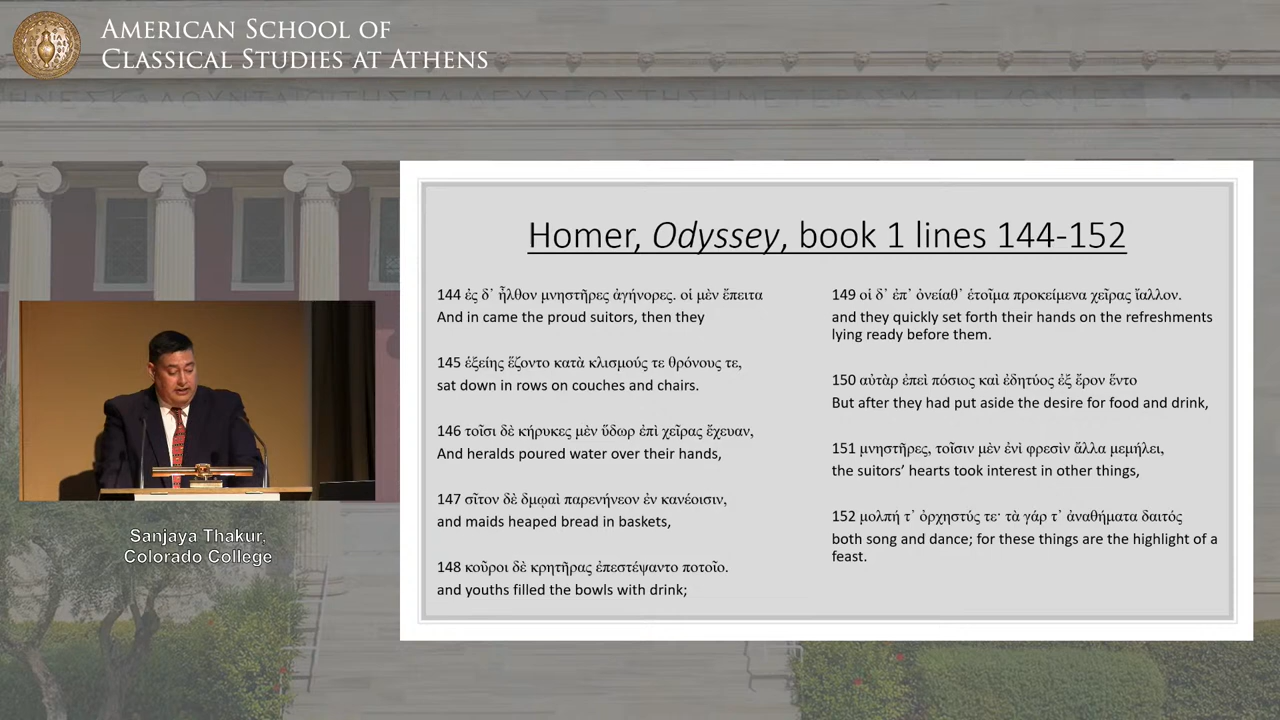 AMERICAN SCHOOL OF
CLASSICAL STUDIES AT ATHENS
Homer, Odyssey, book 1 lines 144-152
144 ἐς δ᾽ ἦλθον μνηστῆρες ἀγήνορες. οἱ μὲν ἔπειτα
And in came the proud suitors, then they
145 ἑξείης ἕζοντο κατὰ κλισμούς τε θρόνους τε,
sat down in rows on couches and chairs.
146 τοῖσι δὲ κήρυκες μὲν ὕδωρ ἐπὶ χεῖρας ἔχευαν,
And heralds poured water over their hands,
147 σῖτον δὲ δμῳαὶ παρενήνεον ἐν κανέοισιν,
and maids heaped bread in baskets,
148 κοῦροι δὲ κρητῆρας ἐπεστέψαντο ποτοῖο.
and youths filled the bowls with drink;
149 οἱ δ᾽ ἐπ᾽ ὀνείαθ᾽ ἑτοῖμα προκείμενα χεῖρας ἴαλλον.
and they quickly set forth their hands on the refreshments
lying ready before them.
150 αὐτὰρ ἐπεὶ πόσιος καὶ ἐδητύος ἐξ ἔρον ἕντο
But after they had put aside the desire for food and drink,
151 μνηστῆρες, τοῖσιν μὲν ἐνὶ φρεσὶν ἄλλα μεμήλει,
the suitors’ hearts took interest in other things,
152 μολπή τ᾽ ὀρχηστύς τε· τὰ γάρ τ᾽ ἀναθήματα δαιτός
both song and dance; for these things are the highlight of a
feast.
Sanjaya Thakur,
Colorado College